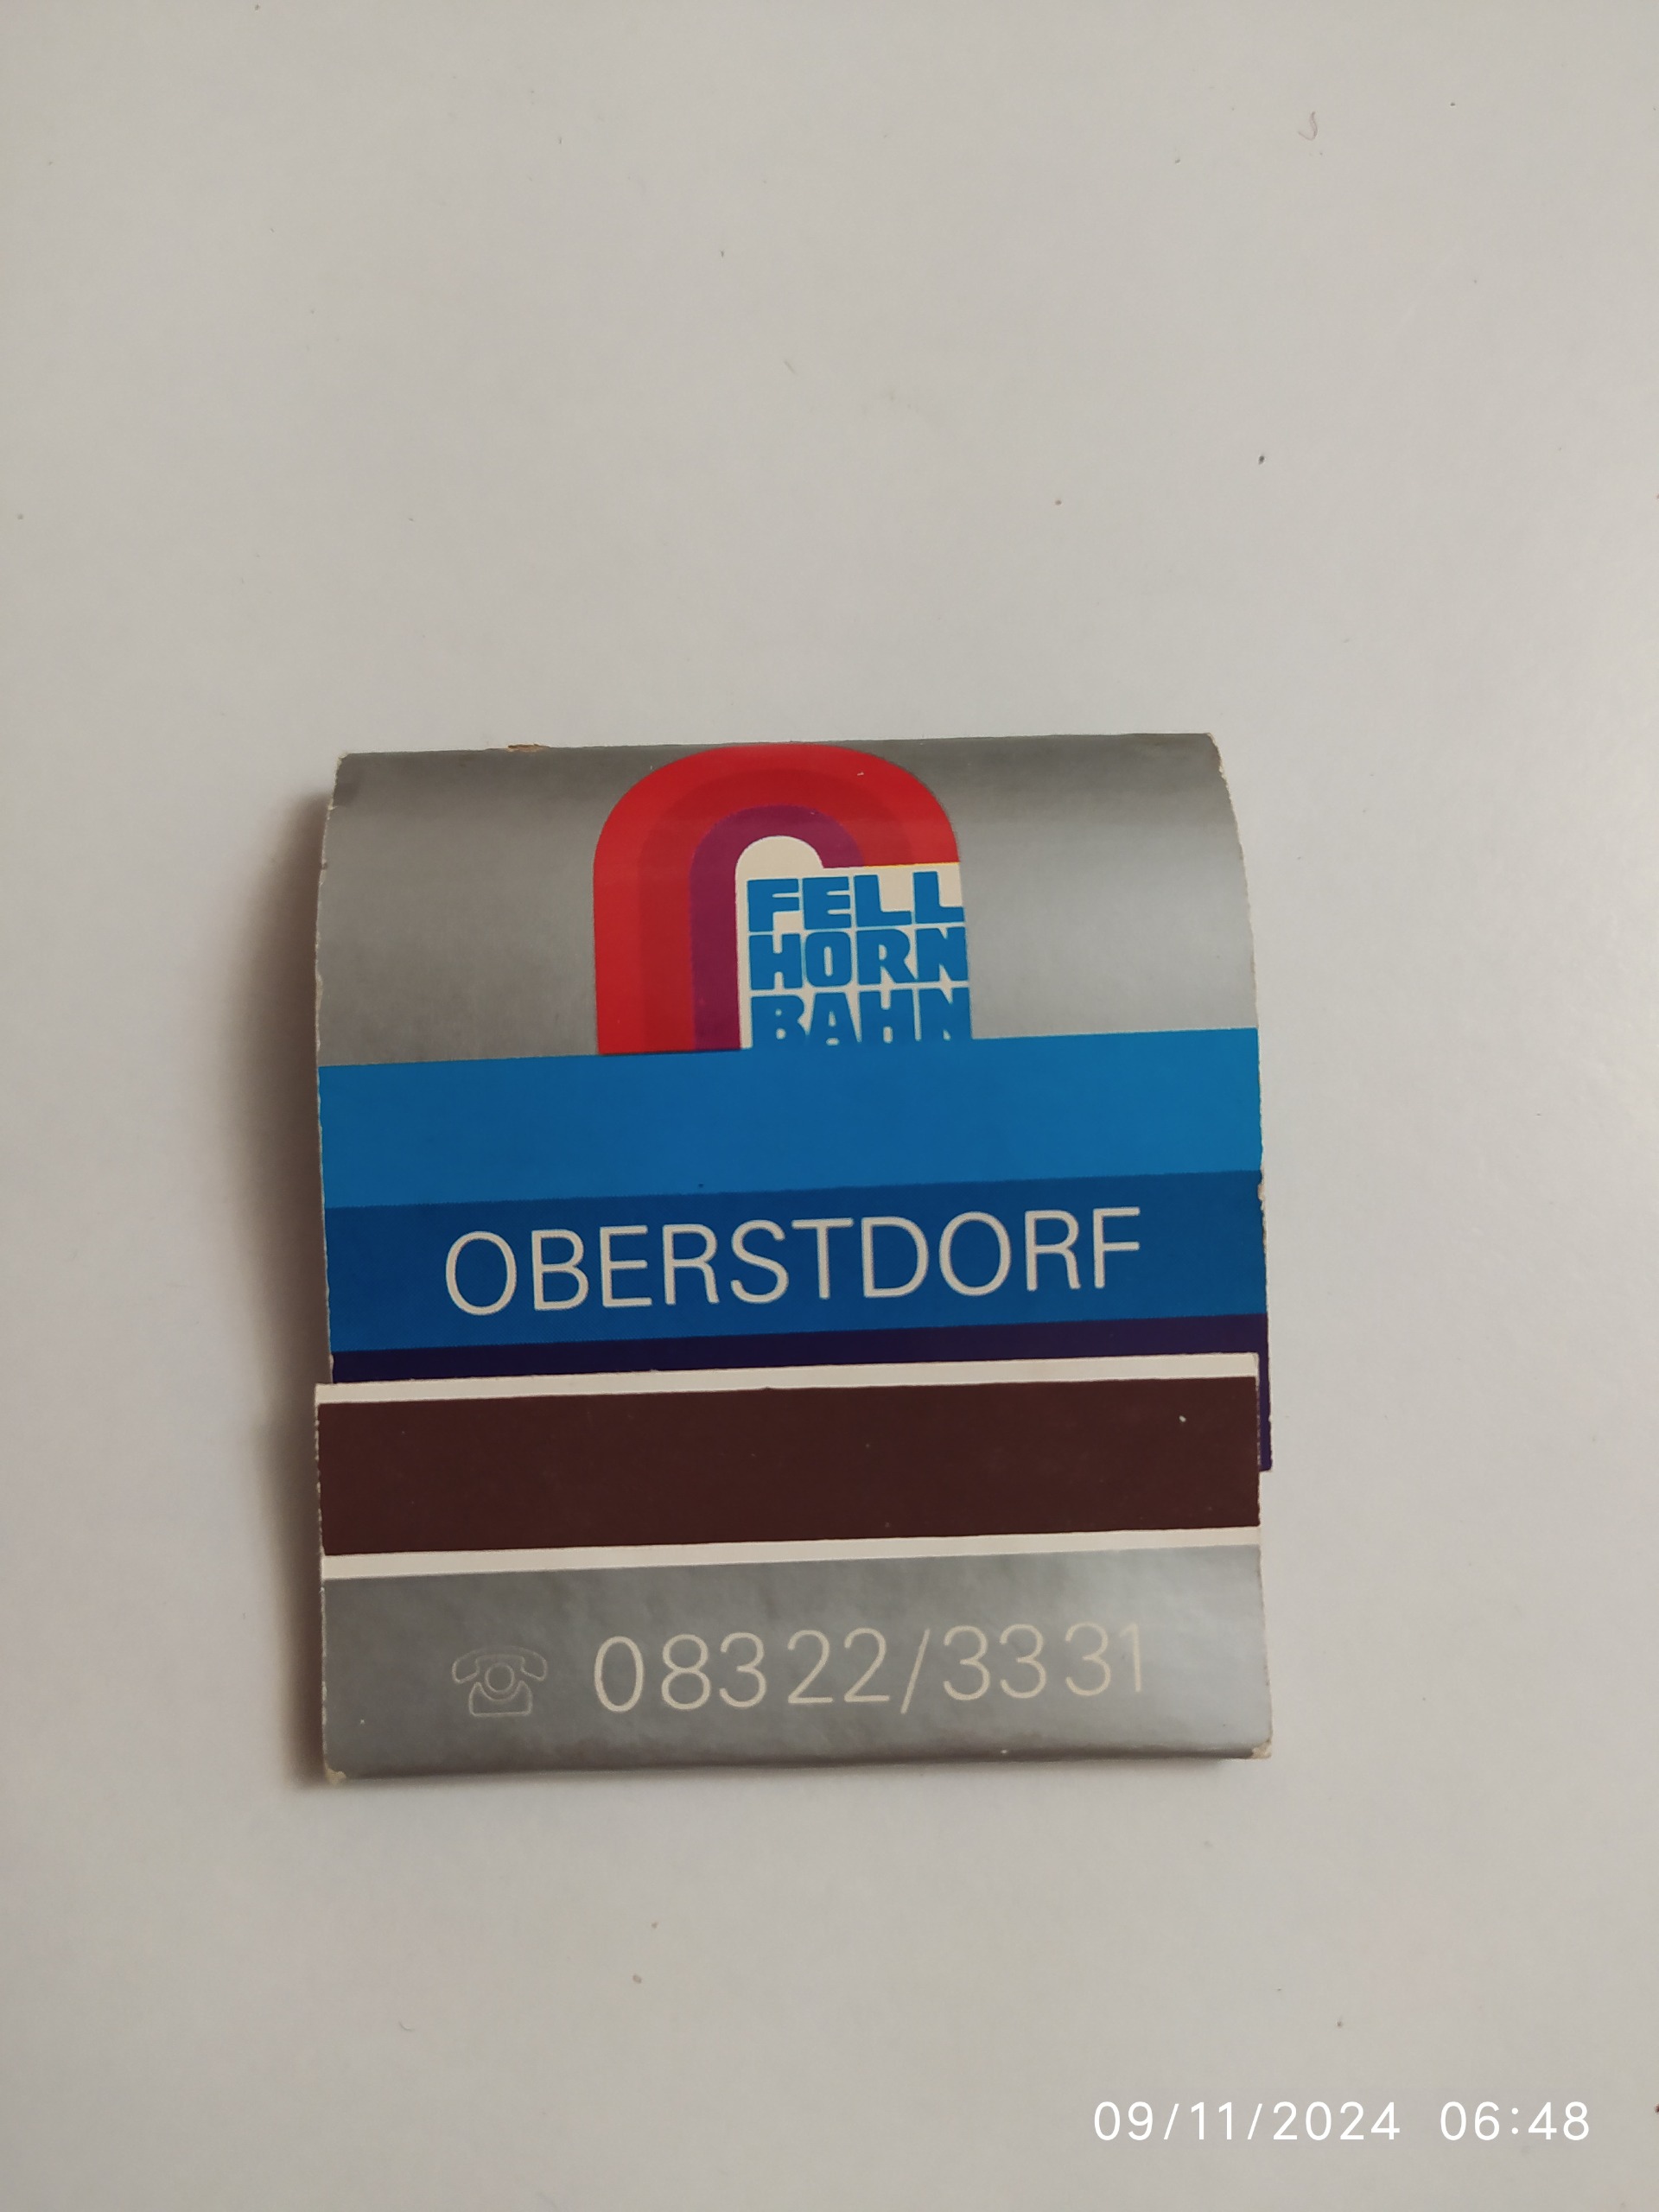 FELL
HORN
BAHN
OBERSTDORF
08322/3331
09/11/2024 06:48